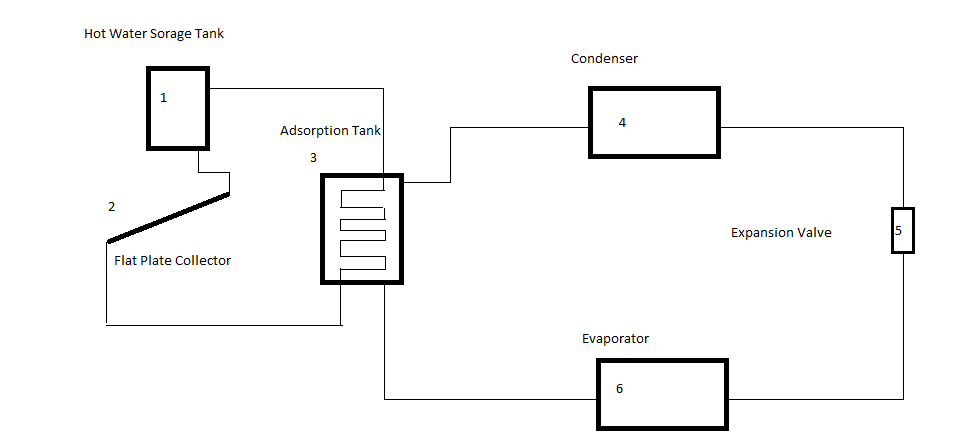 Hot Water Sorage Tank
Condenser
1
4
Adsorption Tank
3
2
5
Expansion Valve
Flat Plate Collector
Evaporator
6